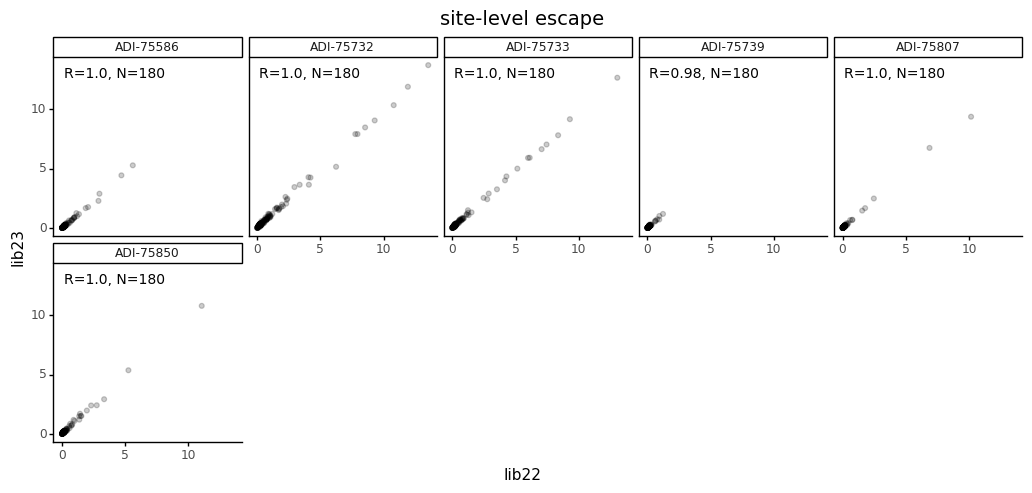 site-level escape
ADI-75586 ADI-75732 ADI-75733 ADI-75739 ADI-75807
R=1.0, N=180 R=1.0, N=180 R=1.0, N=180 R=0.98, N=180 R=1.0, N=180
10
5
0
0 5 10 0 5 10 0 5 10 0 5 10
ADI-75850
R=1.0, N=180
10
5
0
0 5 10
lib23
lib22